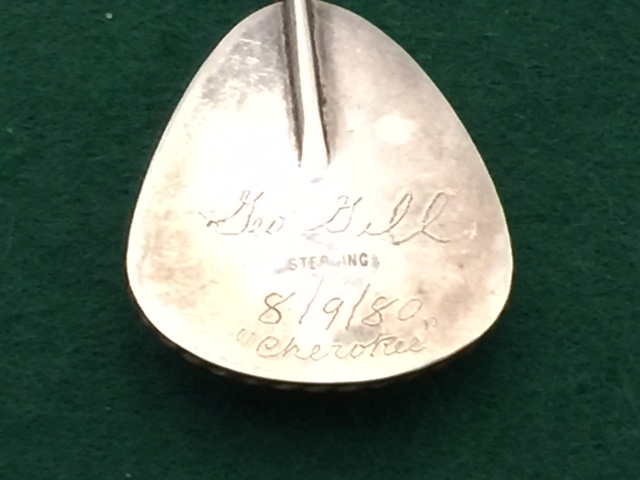 Geo Gill
STERLING
8/9/80
"Cherokee"